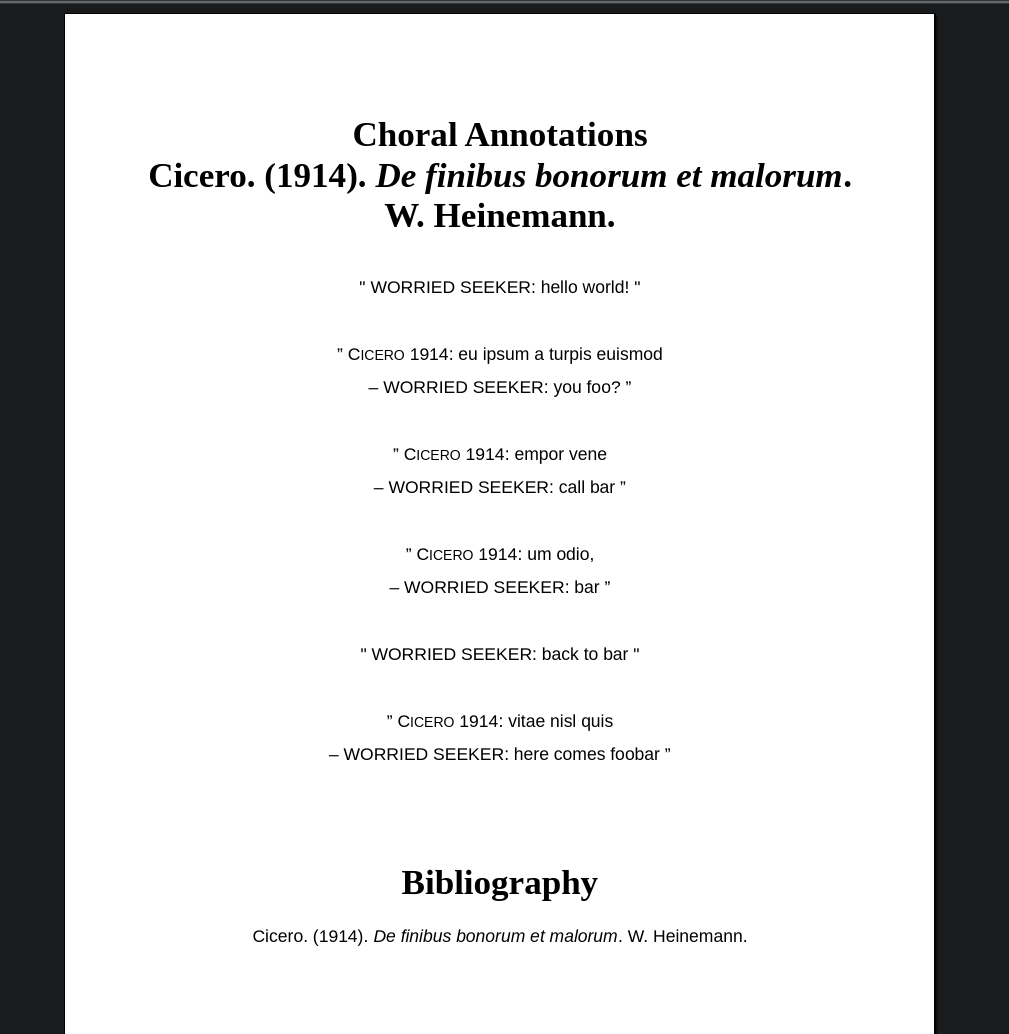 Choral Annotations
Cicero. (1914). De finibus bonorum et malorum.
W. Heinemann.
" WORRIED SEEKER: hello world! "
” CICERO 1914: eu ipsum a turpis euismod
– WORRIED SEEKER: you foo? ”
” CICERO 1914: empor vene
– WORRIED SEEKER: call bar ”
” CICERO 1914: um odio,
– WORRIED SEEKER: bar ”
" WORRIED SEEKER: back to bar "
” CICERO 1914: vitae nisl quis
– WORRIED SEEKER: here comes foobar ”
Bibliography
Cicero. (1914). De finibus bonorum et malorum. W. Heinemann.